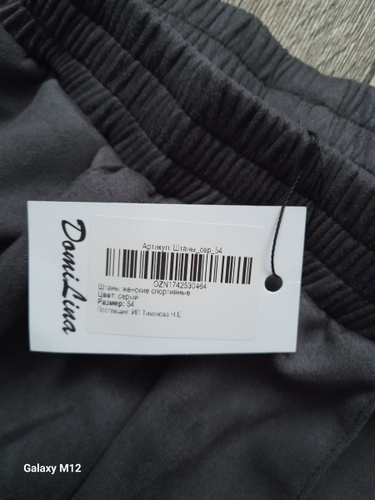 DomiLina
Артикул: Штаны_сер_54
OZN1742530464
Штаны женские спортивные
Цвет: серый
Размер: 54
Поставщик: ИП Тихонова Н.Е.
Galaxy M12